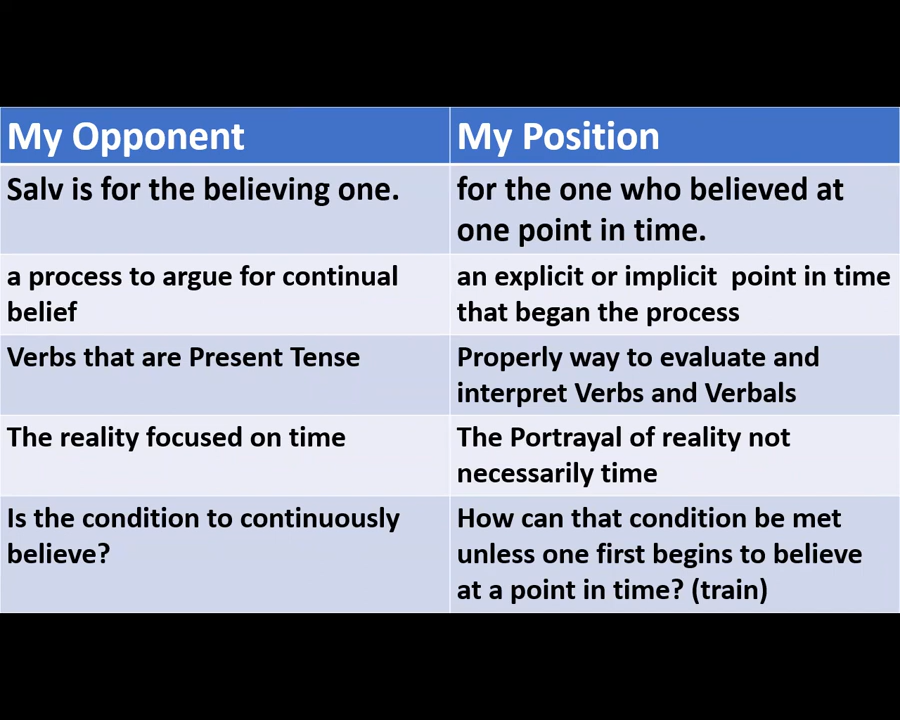 My Opponent
My Position
Salv is for the believing one.
for the one who believed at
one point in time.
a process to argue for continual
belief
an explicit or implicit point in time
that began the process
Verbs that are Present Tense
Properly way to evaluate and
interpret Verbs and Verbals
The reality focused on time
The Portrayal of reality not
necessarily time
Is the condition to continuously
believe?
How can that condition be met
unless one first begins to believe
at a point in time? (train)